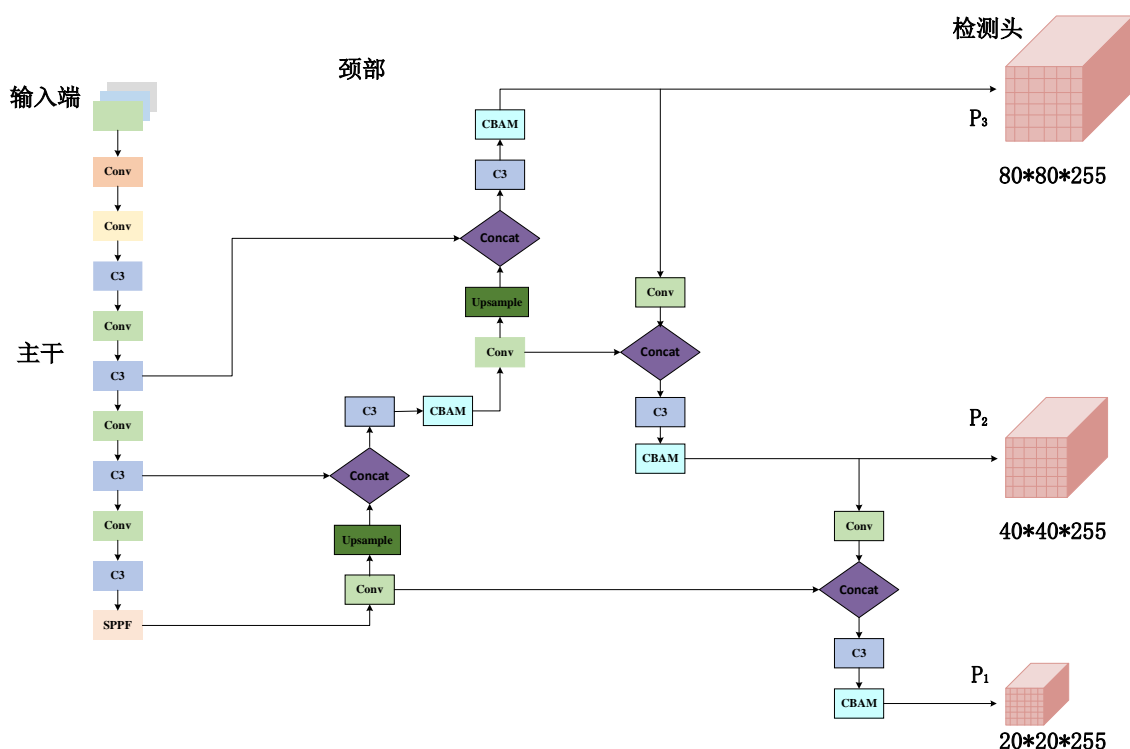 输入端
Conv
Conv
C3
Conv
主干
C3
Conv
C3
Conv
C3
SPPF
颈部
CBAM
C3
Concat
Upsample
Conv
C3
CBAM
Concat
Upsample
Conv
Conv
Concat
C3
CBAM
Conv
Concat
C3
CBAM
检测头
P₃
80*80*255
P₂
40*40*255
P₁
20*20*255